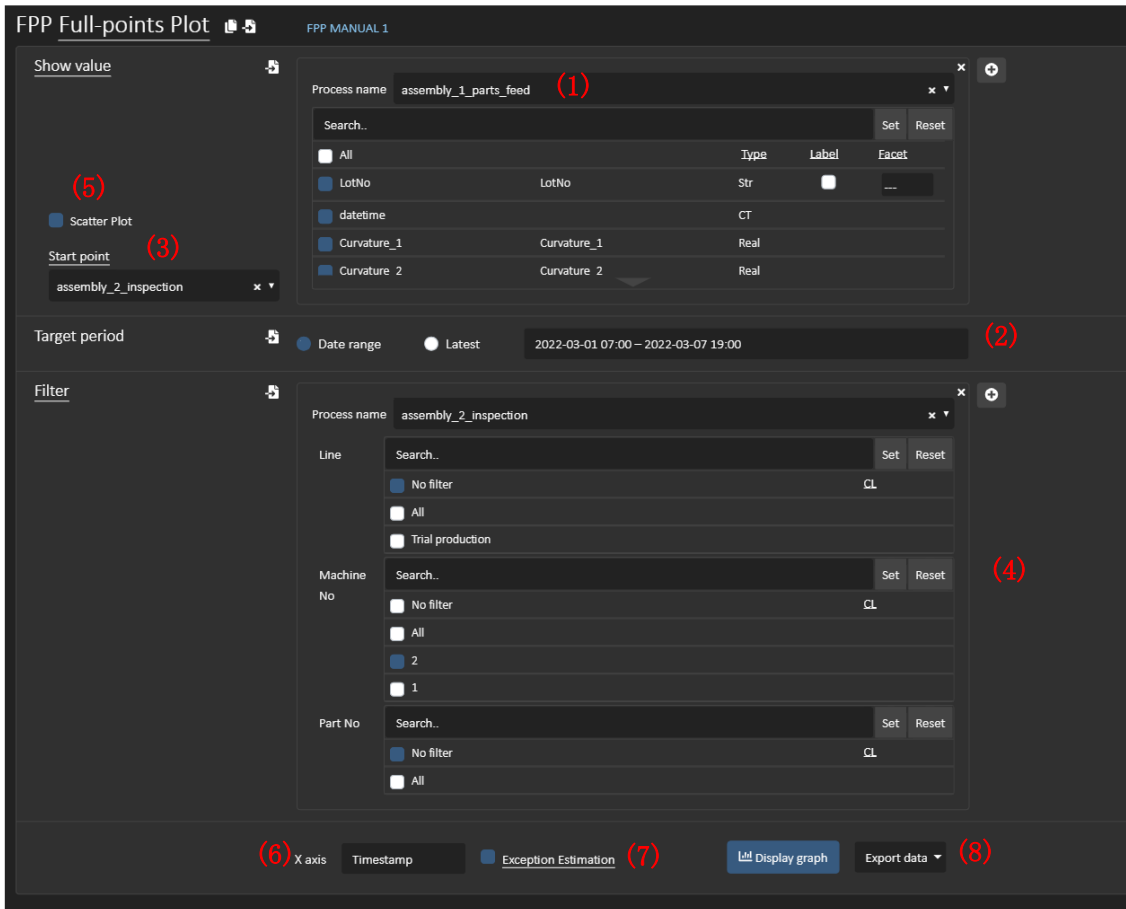 FPP Full-points Plot FPP MANUAL 1
Show value
Process name assembly_1_parts_feed (1) × ▼
Search.. Set Reset
All Type Label Facet
LotNo LotNo Str ---
datetime CT
Curvature_1 Curvature_1 Real
Curvature 2 Curvature 2 Real
(5)
Scatter Plot
Start point (3)
assembly_2_inspection × ▼
Target period Date range Latest 2022-03-01 07:00 – 2022-03-07 19:00 (2)
Filter
Process name assembly_2_inspection × ▼
Line Search.. Set Reset
No filter CL
All
Trial production
Machine No Search.. Set Reset
No filter CL
All
2
1
(4)
Part No Search.. Set Reset
No filter CL
All
(6) X axis Timestamp Exception Estimation (7) Display graph Export data (8)